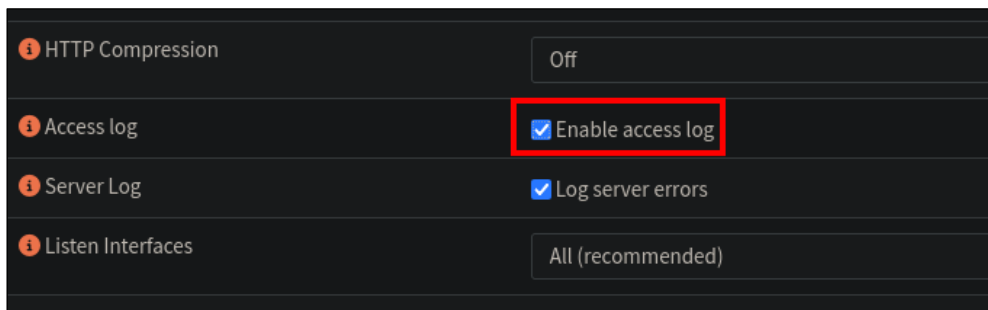 HTTP Compression
Off
Access log
Enable access log
Server Log
Log server errors
Listen Interfaces
All (recommended)